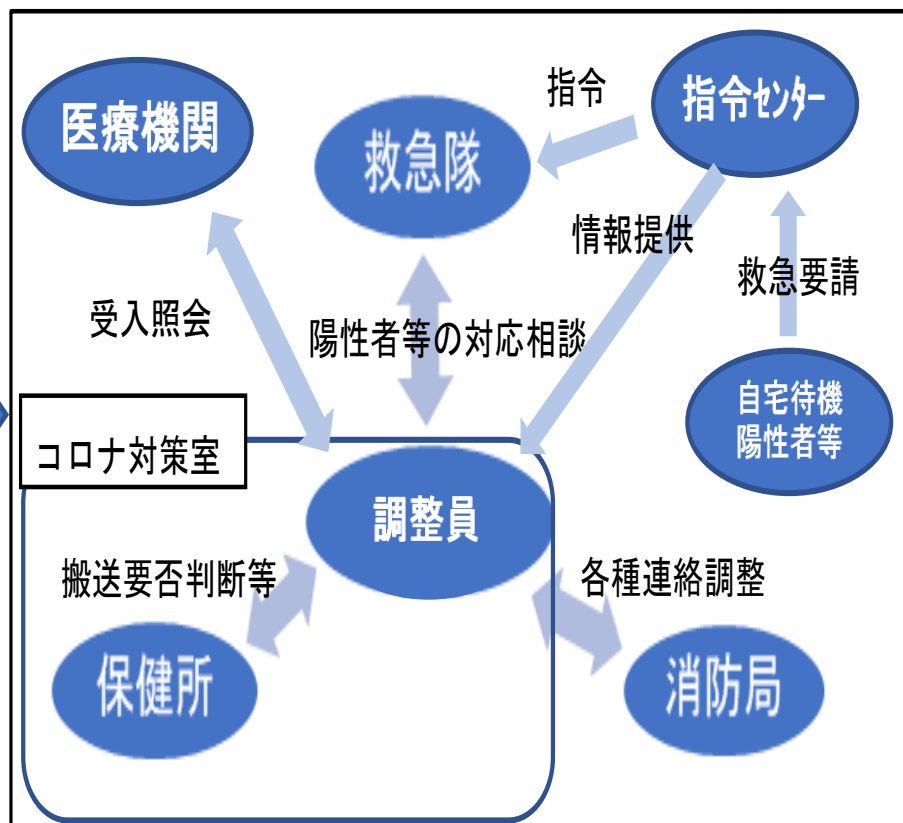 指令
指令センター
医療機関
救急隊
情報提供
救急要請
受入照会
陽性者等の対応相談
自宅待機
陽性者等
コロナ対策室
調整員
搬送要否判断等
各種連絡調整
保健所
消防局